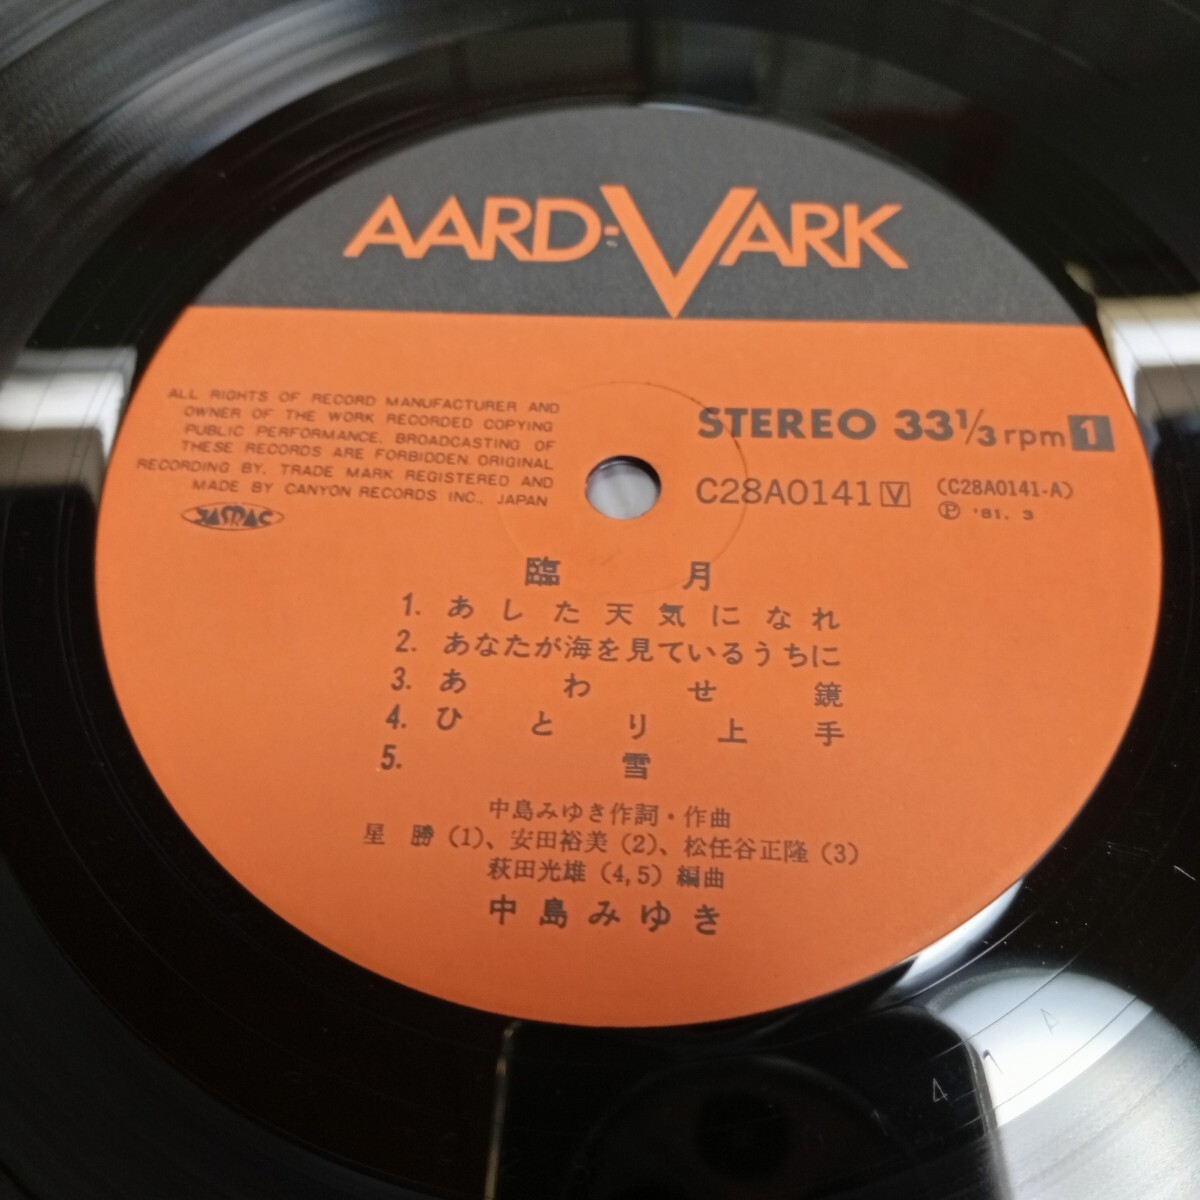 AARD-VARK
ALL RIGHTS OF RECORD MANUFACTURER AND
OWNER OF THE WORK RECORDED COPYING
PUBLIC PERFORMANCE, BROADCASTING OF
THESE RECORDS ARE FORBIDDEN. ORIGINAL
RECORDING BY, TRADE MARK REGISTERED AND
MADE BY CANYON RECORDS INC., JAPAN
JASRAC
STEREO 33 1/3 rpm 1
C28A0141 V (C28A0141-A)
Ⓟ '81. 3
臨月
1. あした天気になれ
2. あなたが海を見ているうちに
3. あわせ鏡
4. ひとり上手
5. 雪
中島みゆき作詞・作曲
星 勝(1)、安田裕美(2)、松任谷正隆(3)
萩田光雄(4,5)編曲
中島みゆき